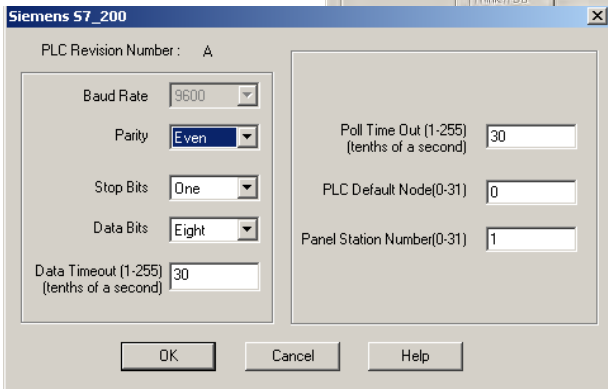 Siemens S7_200
PLC Revision Number : A
Baud Rate 9600
Parity Even
Stop Bits One
Data Bits Eight
Data Timeout (1-255)
(tenths of a second) 30
Poll Time Out (1-255)
(tenths of a second) 30
PLC Default Node(0-31) 0
Panel Station Number(0-31) 1
OK Cancel Help